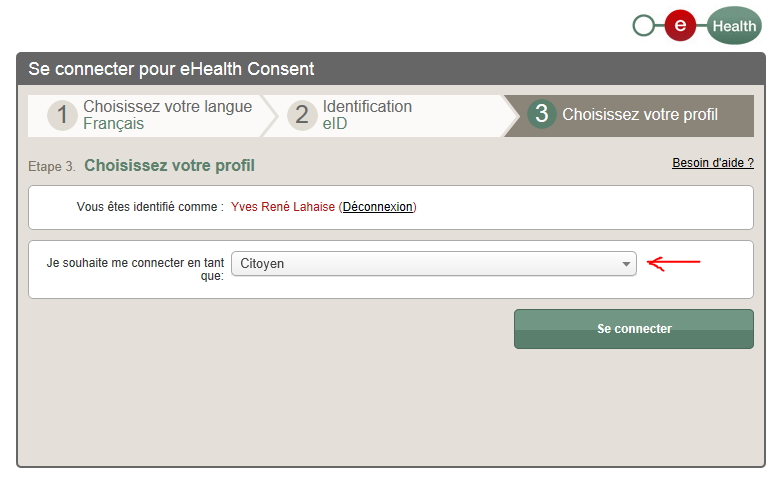 e Health
Se connecter pour eHealth Consent
1 Choisissez votre langue
Français
2 Identification
eID
3 Choisissez votre profil
Etape 3. Choisissez votre profil
Besoin d'aide ?
Vous êtes identifié comme : Yves René Lahaise (Déconnexion)
Je souhaite me connecter en tant
que:
Citoyen
Se connecter